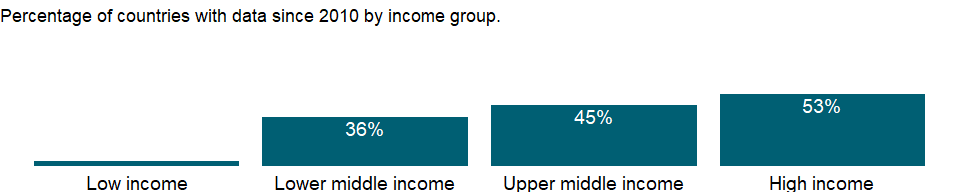 Percentage of countries with data since 2010 by income group.
53%
45%
36%
Low income Lower middle income Upper middle income High income